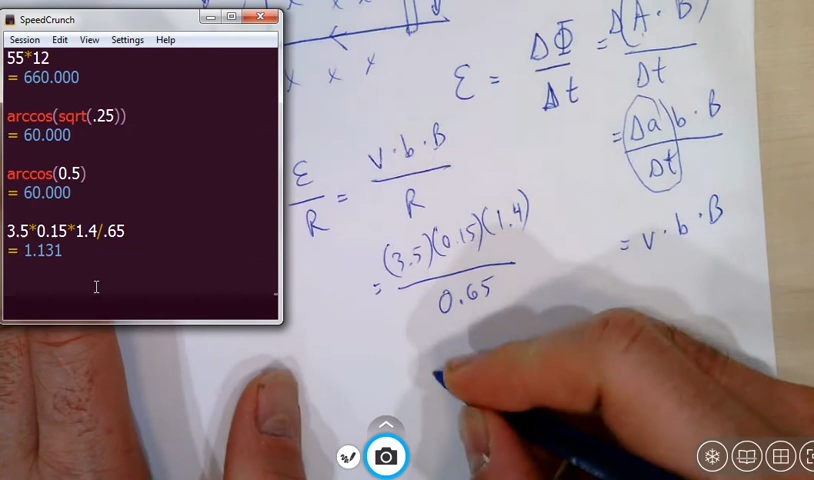 SpeedCrunch
Session Edit View Settings Help
55*12
= 660.000
arccos(sqrt(.25))
= 60.000
arccos(0.5)
= 60.000
3.5*0.15*1.4/.65
= 1.131
x x x
ε = ΔΦ/Δt = Δ(A · B)/Δt
= Δa b · B/Δt
= v · b · B
ε/R = v · b · B/R
= (3.5)(0.15)(1.4)/0.65